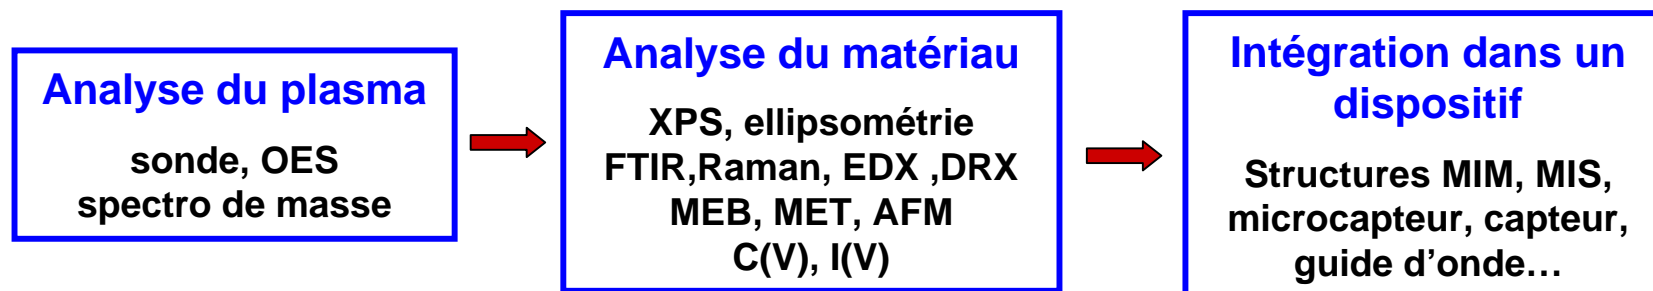 Analyse du plasma
sonde, OES
spectro de masse
Analyse du matériau
XPS, ellipsométrie
FTIR,Raman, EDX ,DRX
MEB, MET, AFM
C(V), I(V)
Intégration dans un
dispositif
Structures MIM, MIS,
microcapteur, capteur,
guide d’onde…